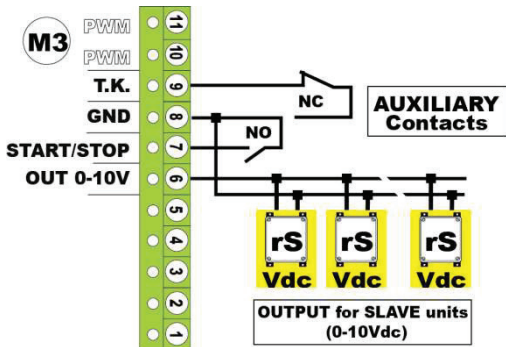 M3
PWM 11
PWM 10
T.K. 9
NC
AUXILIARY
Contacts
GND 8
NO
START/STOP 7
OUT 0-10V 6
5
4
3
2
1
rS rS rS
Vdc Vdc Vdc
OUTPUT for SLAVE units
(0-10Vdc)